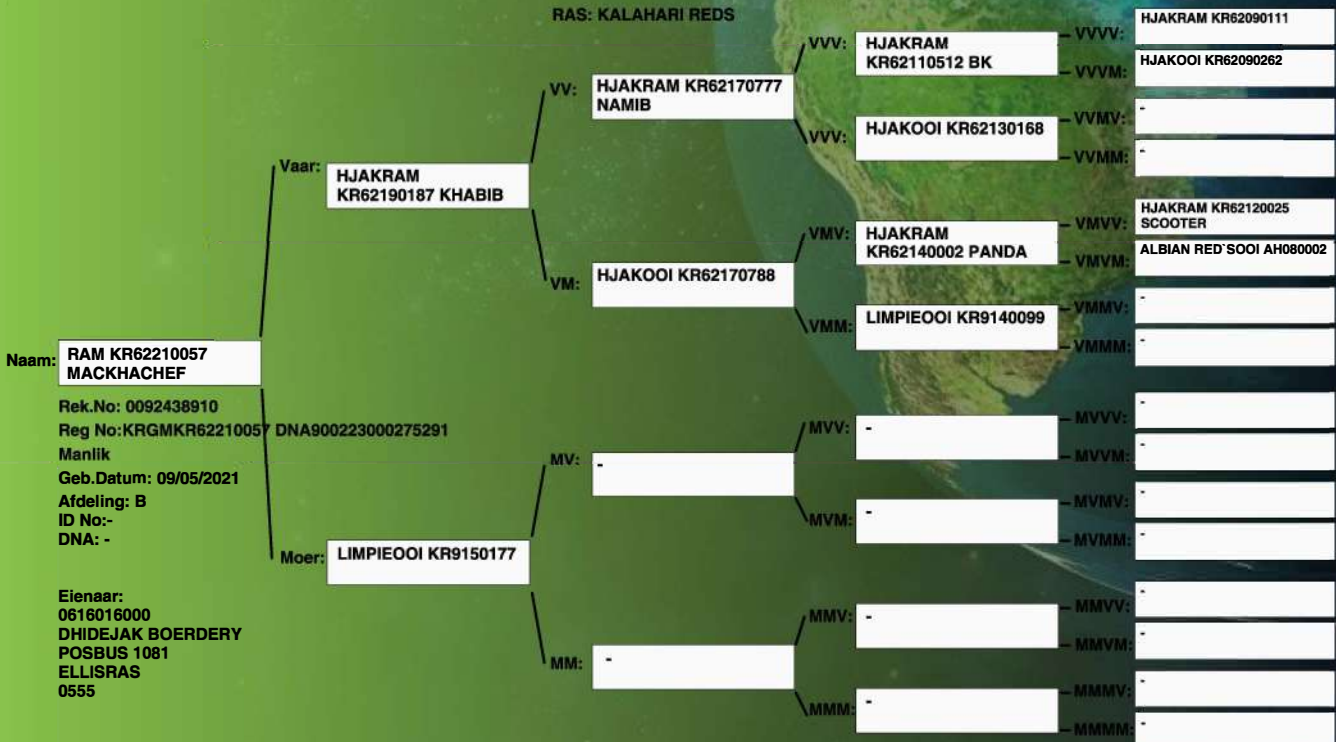 RAS: KALAHARI REDS
Naam: RAM KR62210057
MACKHACHEF
Rek.No: 0092438910
Reg No:KRGMKR62210057 DNA900223000275291
Manlik
Geb.Datum: 09/05/2021
Afdeling: B
ID No:-
DNA: -
Eienaar:
0616016000
DHIDEJAK BOERDERY
POSBUS 1081
ELLISRAS
0555
Vaar: HJAKRAM
KR62190187 KHABIB
Moer: LIMPIEOOI KR9150177
VV: HJAKRAM KR62170777
NAMIB
VM: HJAKOOI KR62170788
MV: -
MM: -
VVV: HJAKRAM
KR62110512 BK
VVV: HJAKOOI KR62130168
VMV: HJAKRAM
KR62140002 PANDA
VMM: LIMPIEOOI KR9140099
MVV: -
MVM: -
MMV: -
MMM: -
VVVV: HJAKRAM KR62090111
VVVM: HJAKOOI KR62090262
VVMV: -
VVMM: -
VMVV: HJAKRAM KR62120025
SCOOTER
VMVM: ALBIAN RED`SOOI AH080002
VMMV: -
VMMM: -
MVVV: -
MVVM: -
MVMV: -
MVMM: -
MMVV: -
MMVM: -
MMMV: -
MMMM: -